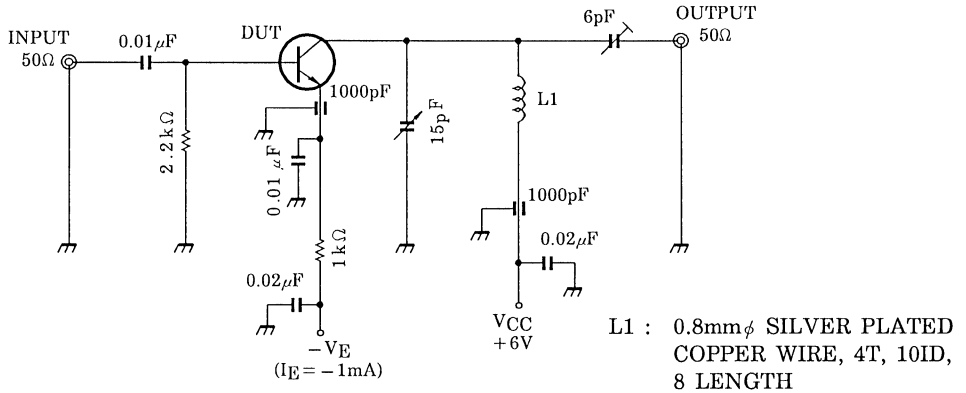 INPUT
50Ω
0.01μF
2.2kΩ
DUT
1000pF
0.01μF
1kΩ
0.02μF
−VE
(IE=−1mA)
15pF
L1
1000pF
0.02μF
VCC
+6V
6pF
OUTPUT
50Ω
L1 : 0.8mmφ SILVER PLATED
COPPER WIRE, 4T, 10ID,
8 LENGTH